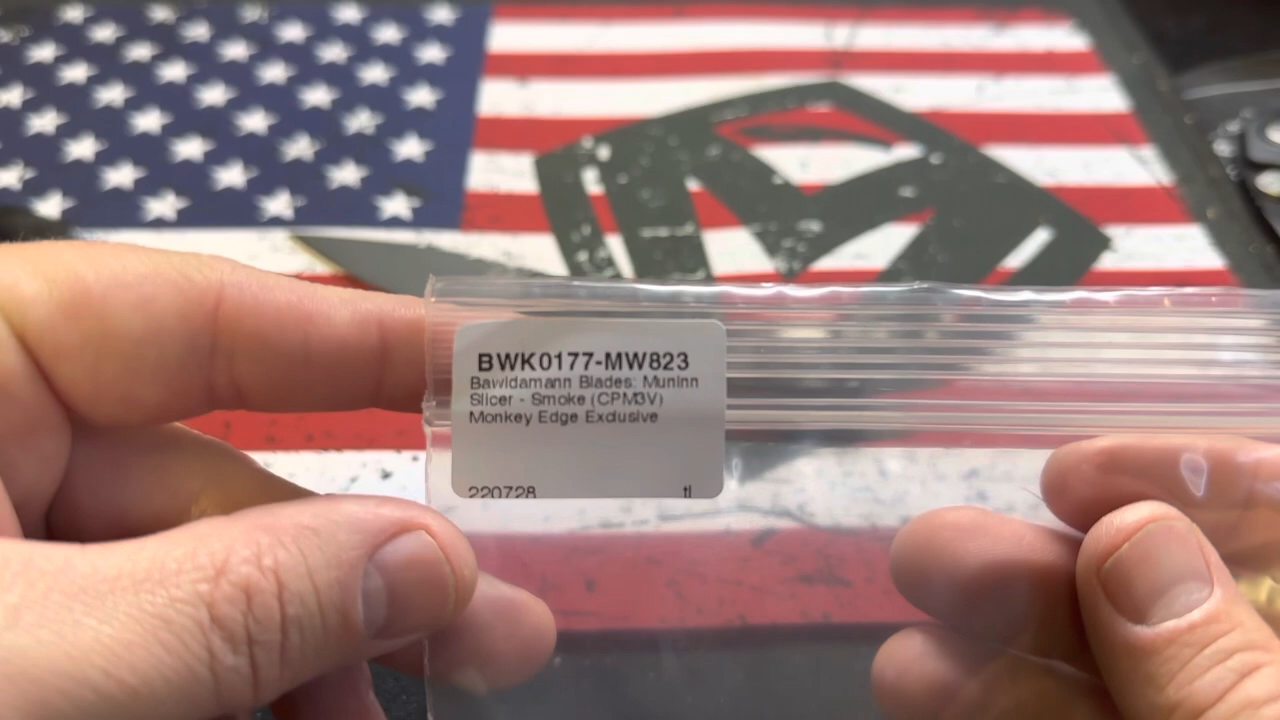 BWK0177-MW823
Bawidamann Blades: Muninn
Slicer - Smoke (CPM3V)
Monkey Edge Exclusive
220728 tl